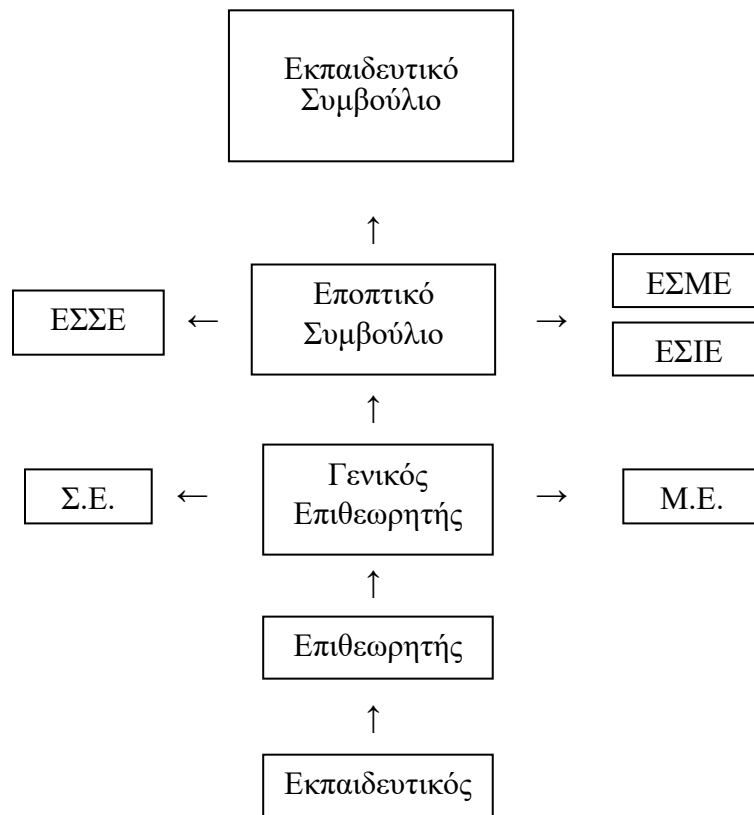 Εκπαιδευτικό
Συμβούλιο
↑
ΕΣΣΕ ← Εποπτικό
Συμβούλιο → ΕΣΜΕ
ΕΣΙΕ
↑
Σ.Ε. ← Γενικός
Επιθεωρητής → Μ.Ε.
↑
Επιθεωρητής
↑
Εκπαιδευτικός